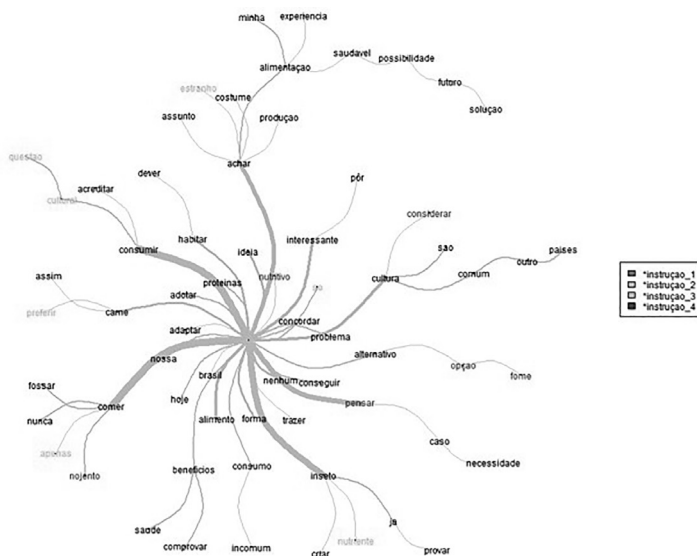 minha
experiencia
alimentaçao
saudavel
possibilidade
futoro
soluçao
estranho
costume
assunto
produçao
achar
questao
cultural
acreditar
dever
pôr
considerar
consumir
habitar
ideia
interessante
sao
paises
outro
comum
cultura
nutritivo
proteinas
assim
adotar
preferir
carne
concordar
problema
adaptar
nossa
alternativo
opçao
fome
brasil
nenhum
conseguir
pensar
fossar
hoje
comer
nunca
alimento
forma
trazer
caso
necessidade
apenas
nojento
beneficios
consumo
inseto
saude
comprovar
incomum
criar
nutriente
ja
provar
*instruçao_1
*instruçao_2
*instruçao_3
*instruçao_4